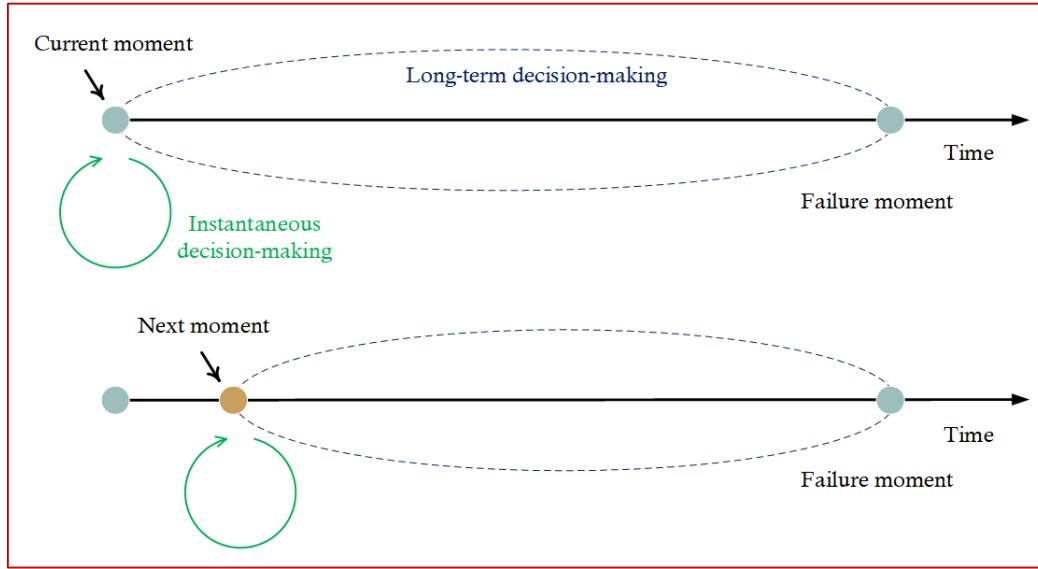 Current moment
Long-term decision-making
Time
Failure moment
Instantaneous
decision-making
Next moment
Time
Failure moment